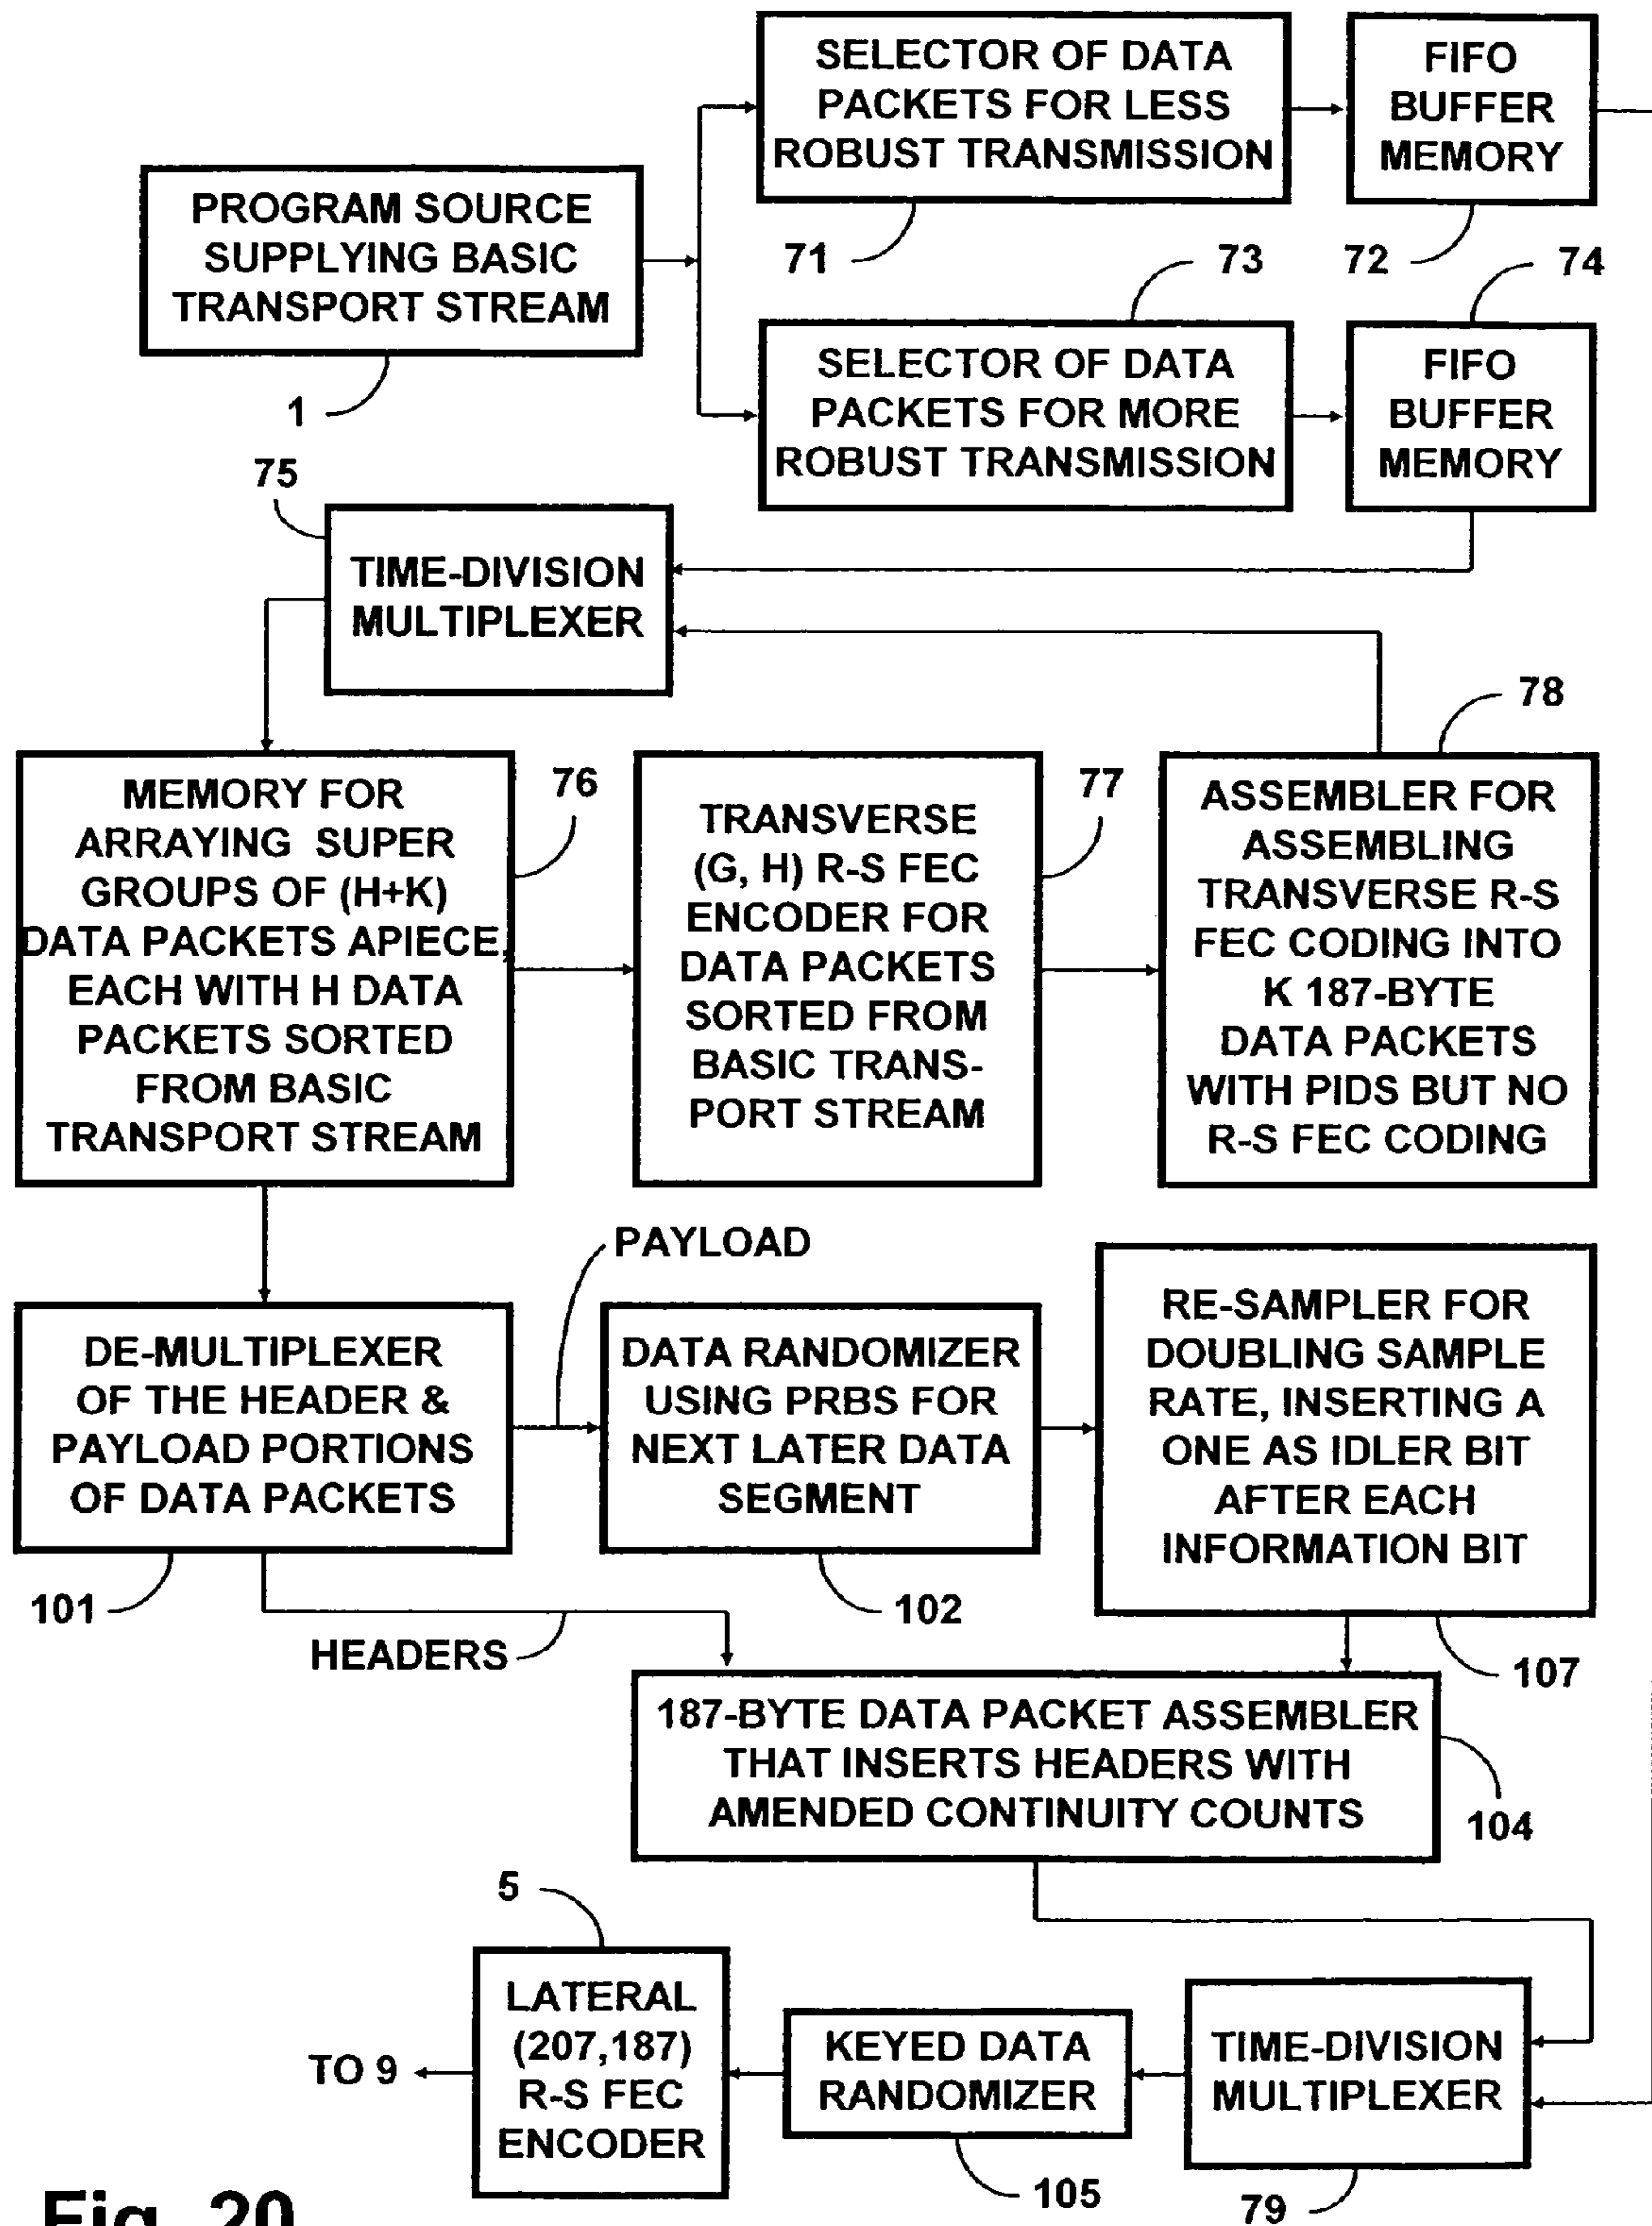 SELECTOR OF DATA
PACKETS FOR LESS
ROBUST TRANSMISSION
FIFO
BUFFER
MEMORY
PROGRAM SOURCE
SUPPLYING BASIC
TRANSPORT STREAM
71
73
72
74
1
SELECTOR OF DATA
PACKETS FOR MORE
ROBUST TRANSMISSION
FIFO
BUFFER
MEMORY
75
TIME-DIVISION
MULTIPLEXER
78
MEMORY FOR
ARRAYING SUPER
GROUPS OF (H+K)
DATA PACKETS APIECE,
EACH WITH H DATA
PACKETS SORTED
FROM BASIC
TRANSPORT STREAM
76
TRANSVERSE
(G, H) R-S FEC
ENCODER FOR
DATA PACKETS
SORTED FROM
BASIC TRANS-
PORT STREAM
77
ASSEMBLER FOR
ASSEMBLING
TRANSVERSE R-S
FEC CODING INTO
K 187-BYTE
DATA PACKETS
WITH PIDS BUT NO
R-S FEC CODING
PAYLOAD
DE-MULTIPLEXER
OF THE HEADER &
PAYLOAD PORTIONS
OF DATA PACKETS
DATA RANDOMIZER
USING PRBS FOR
NEXT LATER DATA
SEGMENT
RE-SAMPLER FOR
DOUBLING SAMPLE
RATE, INSERTING A
ONE AS IDLER BIT
AFTER EACH
INFORMATION BIT
101
102
HEADERS
107
187-BYTE DATA PACKET ASSEMBLER
THAT INSERTS HEADERS WITH
AMENDED CONTINUITY COUNTS
104
5
LATERAL
(207,187)
R-S FEC
ENCODER
TO 9
KEYED DATA
RANDOMIZER
TIME-DIVISION
MULTIPLEXER
105
79
Fig. 20